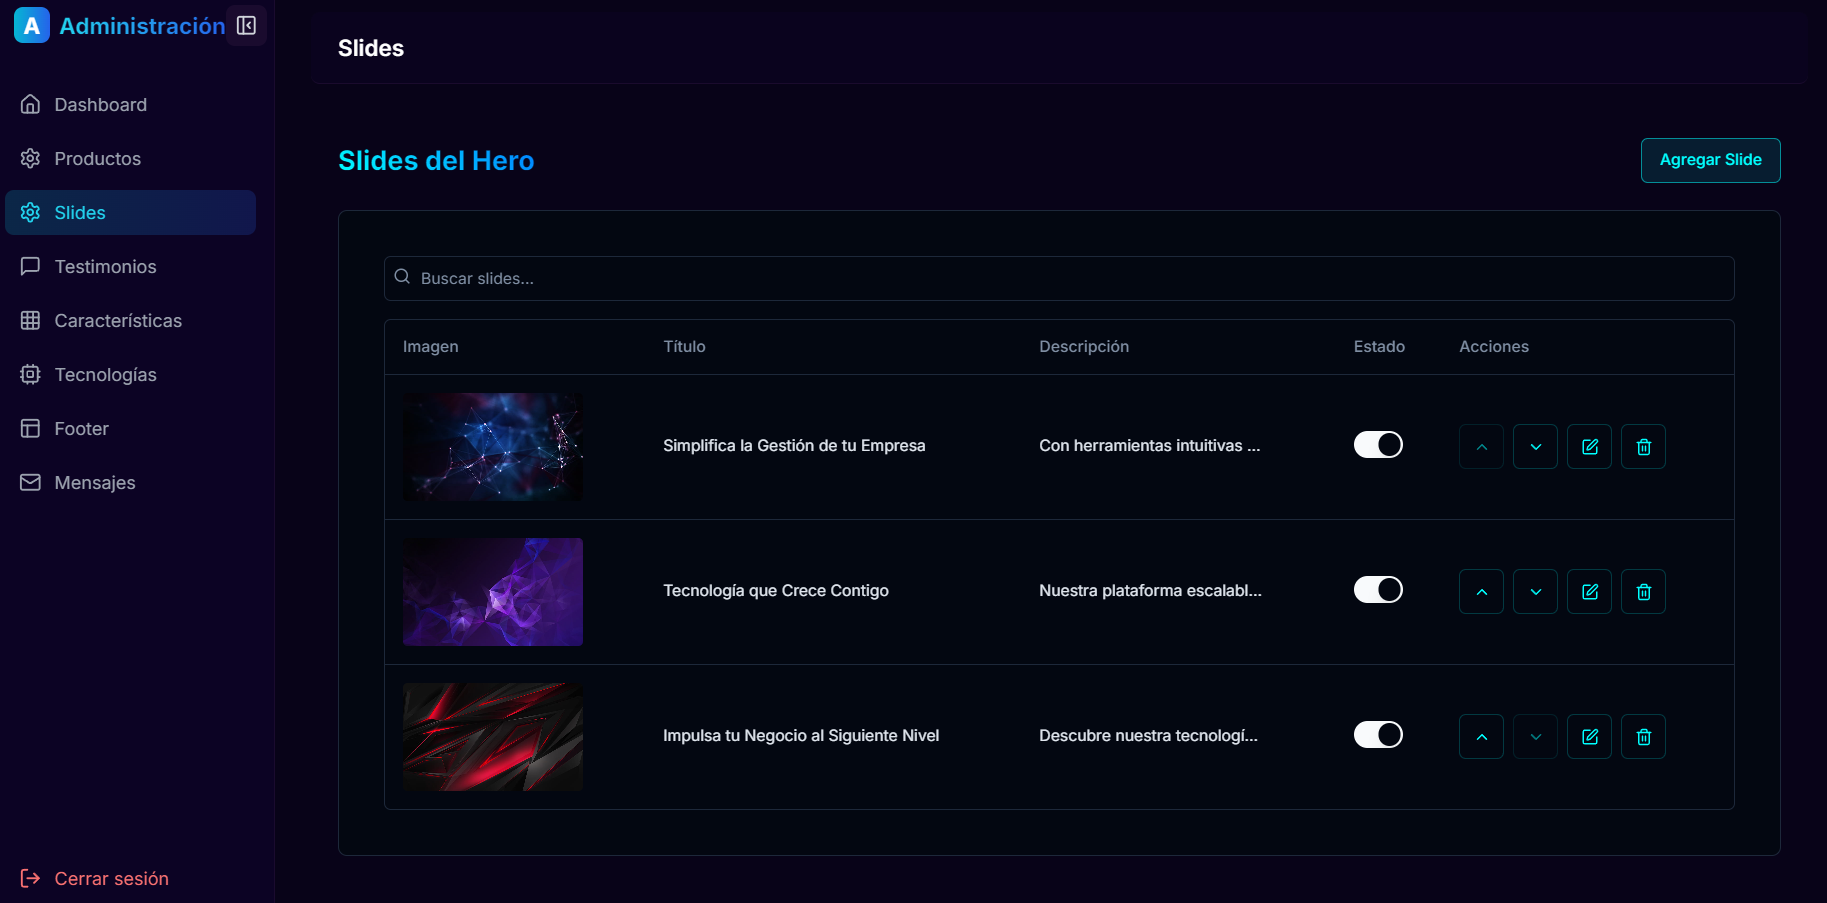 A Administración
Slides
Dashboard
Productos
Slides
Testimonios
Características
Tecnologías
Footer
Mensajes
Cerrar sesión
Slides del Hero
Agregar Slide
Buscar slides...
Imagen Título Descripción Estado Acciones
Simplifica la Gestión de tu Empresa Con herramientas intuitivas ...
Tecnología que Crece Contigo Nuestra plataforma escalabl...
Impulsa tu Negocio al Siguiente Nivel Descubre nuestra tecnologí...